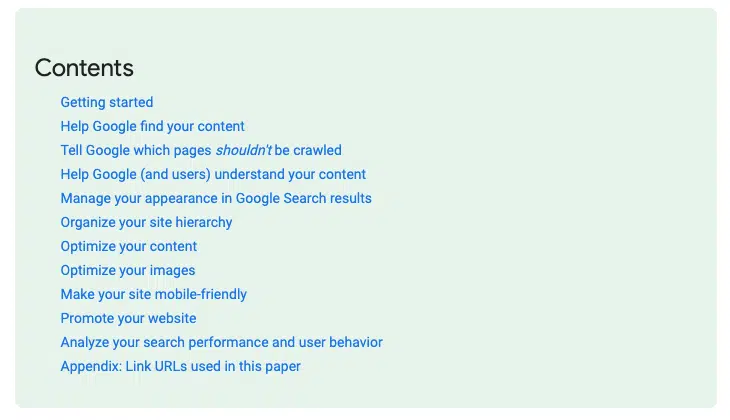 Contents
Getting started
Help Google find your content
Tell Google which pages shouldn't be crawled
Help Google (and users) understand your content
Manage your appearance in Google Search results
Organize your site hierarchy
Optimize your content
Optimize your images
Make your site mobile-friendly
Promote your website
Analyze your search performance and user behavior
Appendix: Link URLs used in this paper